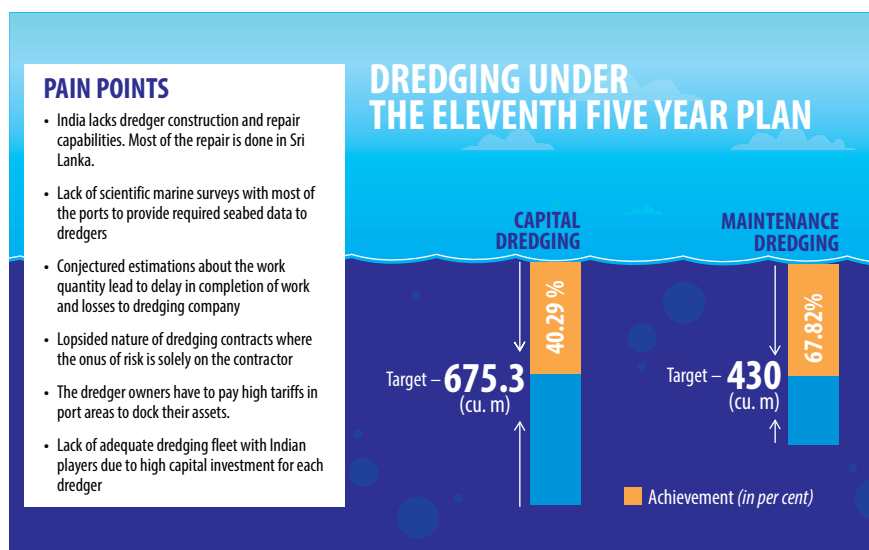 PAIN POINTS
• India lacks dredger construction and repair
capabilities. Most of the repair is done in Sri
Lanka.
• Lack of scientific marine surveys with most of
the ports to provide required seabed data to
dredgers
• Conjectured estimations about the work
quantity lead to delay in completion of work
and losses to dredging company
• Lopsided nature of dredging contracts where
the onus of risk is solely on the contractor
• The dredger owners have to pay high tariffs in
port areas to dock their assets.
• Lack of adequate dredging fleet with Indian
players due to high capital investment for each
dredger
DREDGING UNDER
THE ELEVENTH FIVE YEAR PLAN
CAPITAL
DREDGING
40.29 %
Target – 675.3
(cu. m)
MAINTENANCE
DREDGING
67.82%
Target – 430
(cu. m)
Achievement (in per cent)